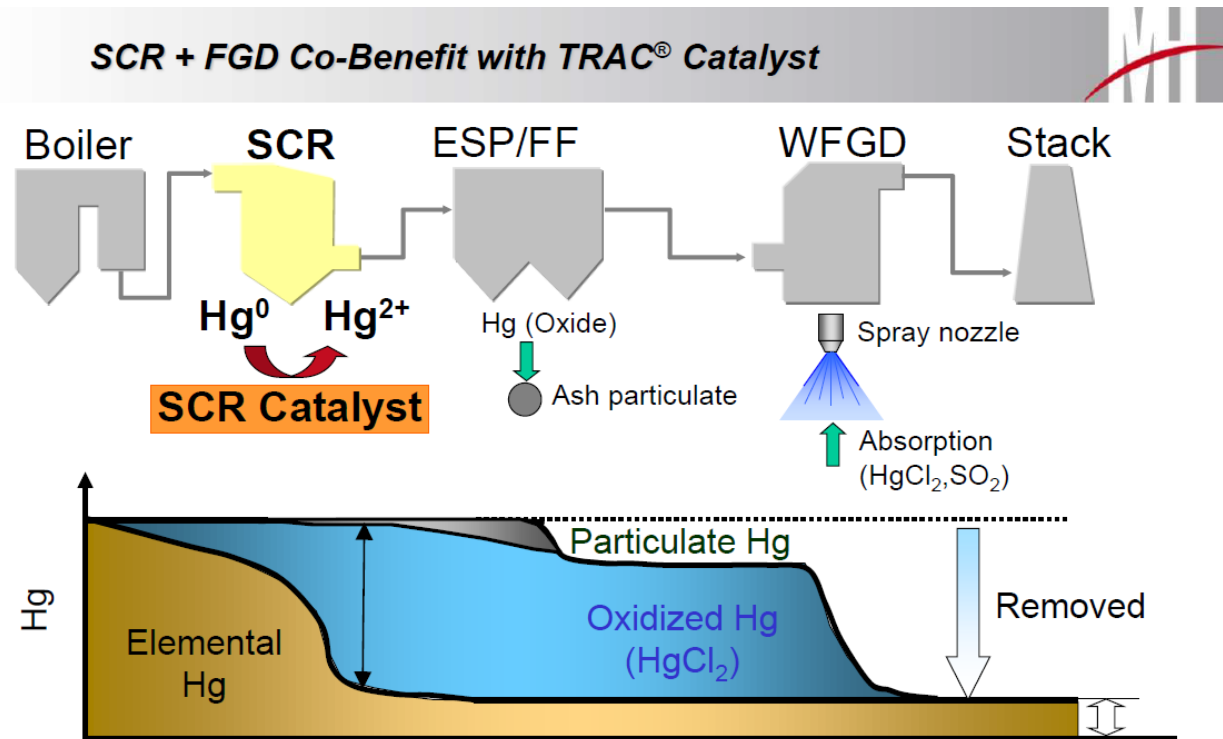 SCR + FGD Co-Benefit with TRAC® Catalyst
MHI
Boiler
SCR
ESP/FF
WFGD
Stack
Hg⁰
Hg²⁺
SCR Catalyst
Hg (Oxide)
Ash particulate
Spray nozzle
Absorption
(HgCl₂,SO₂)
Hg
Elemental
Hg
Particulate Hg
Oxidized Hg
(HgCl₂)
Removed